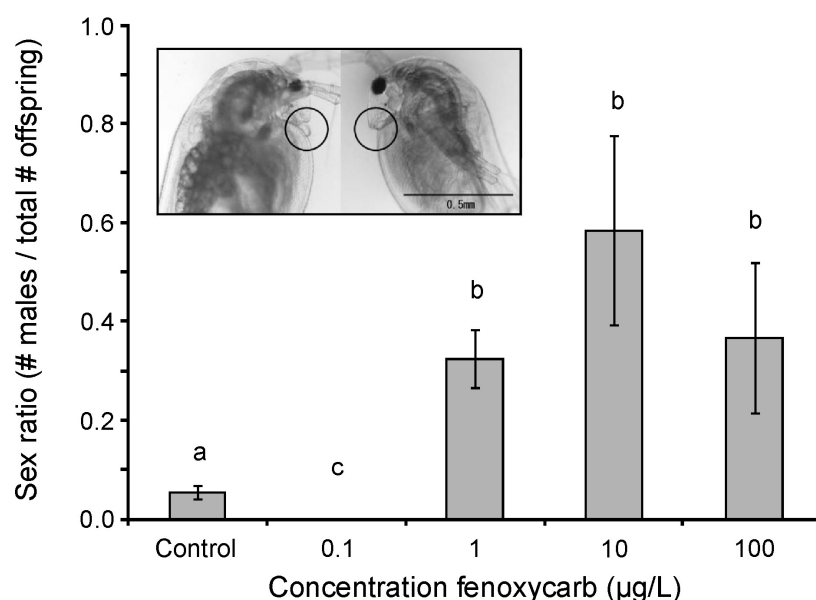 Sex ratio (# males / total # offspring)
1.0
0.8
0.6
0.4
0.2
0.0
0.5mm
a
c
b
b
b
Control
0.1
1
10
100
Concentration fenoxycarb (µg/L)